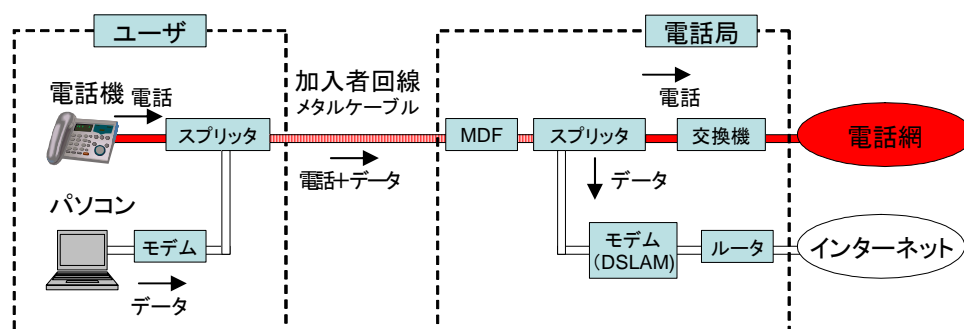 ユーザ
電話局
電話機
電話
加入者回線
メタルケーブル
電話
スプリッタ
MDF
スプリッタ
交換機
電話網
電話+データ
データ
パソコン
モデム
モデム
(DSLAM)
ルータ
インターネット
データ